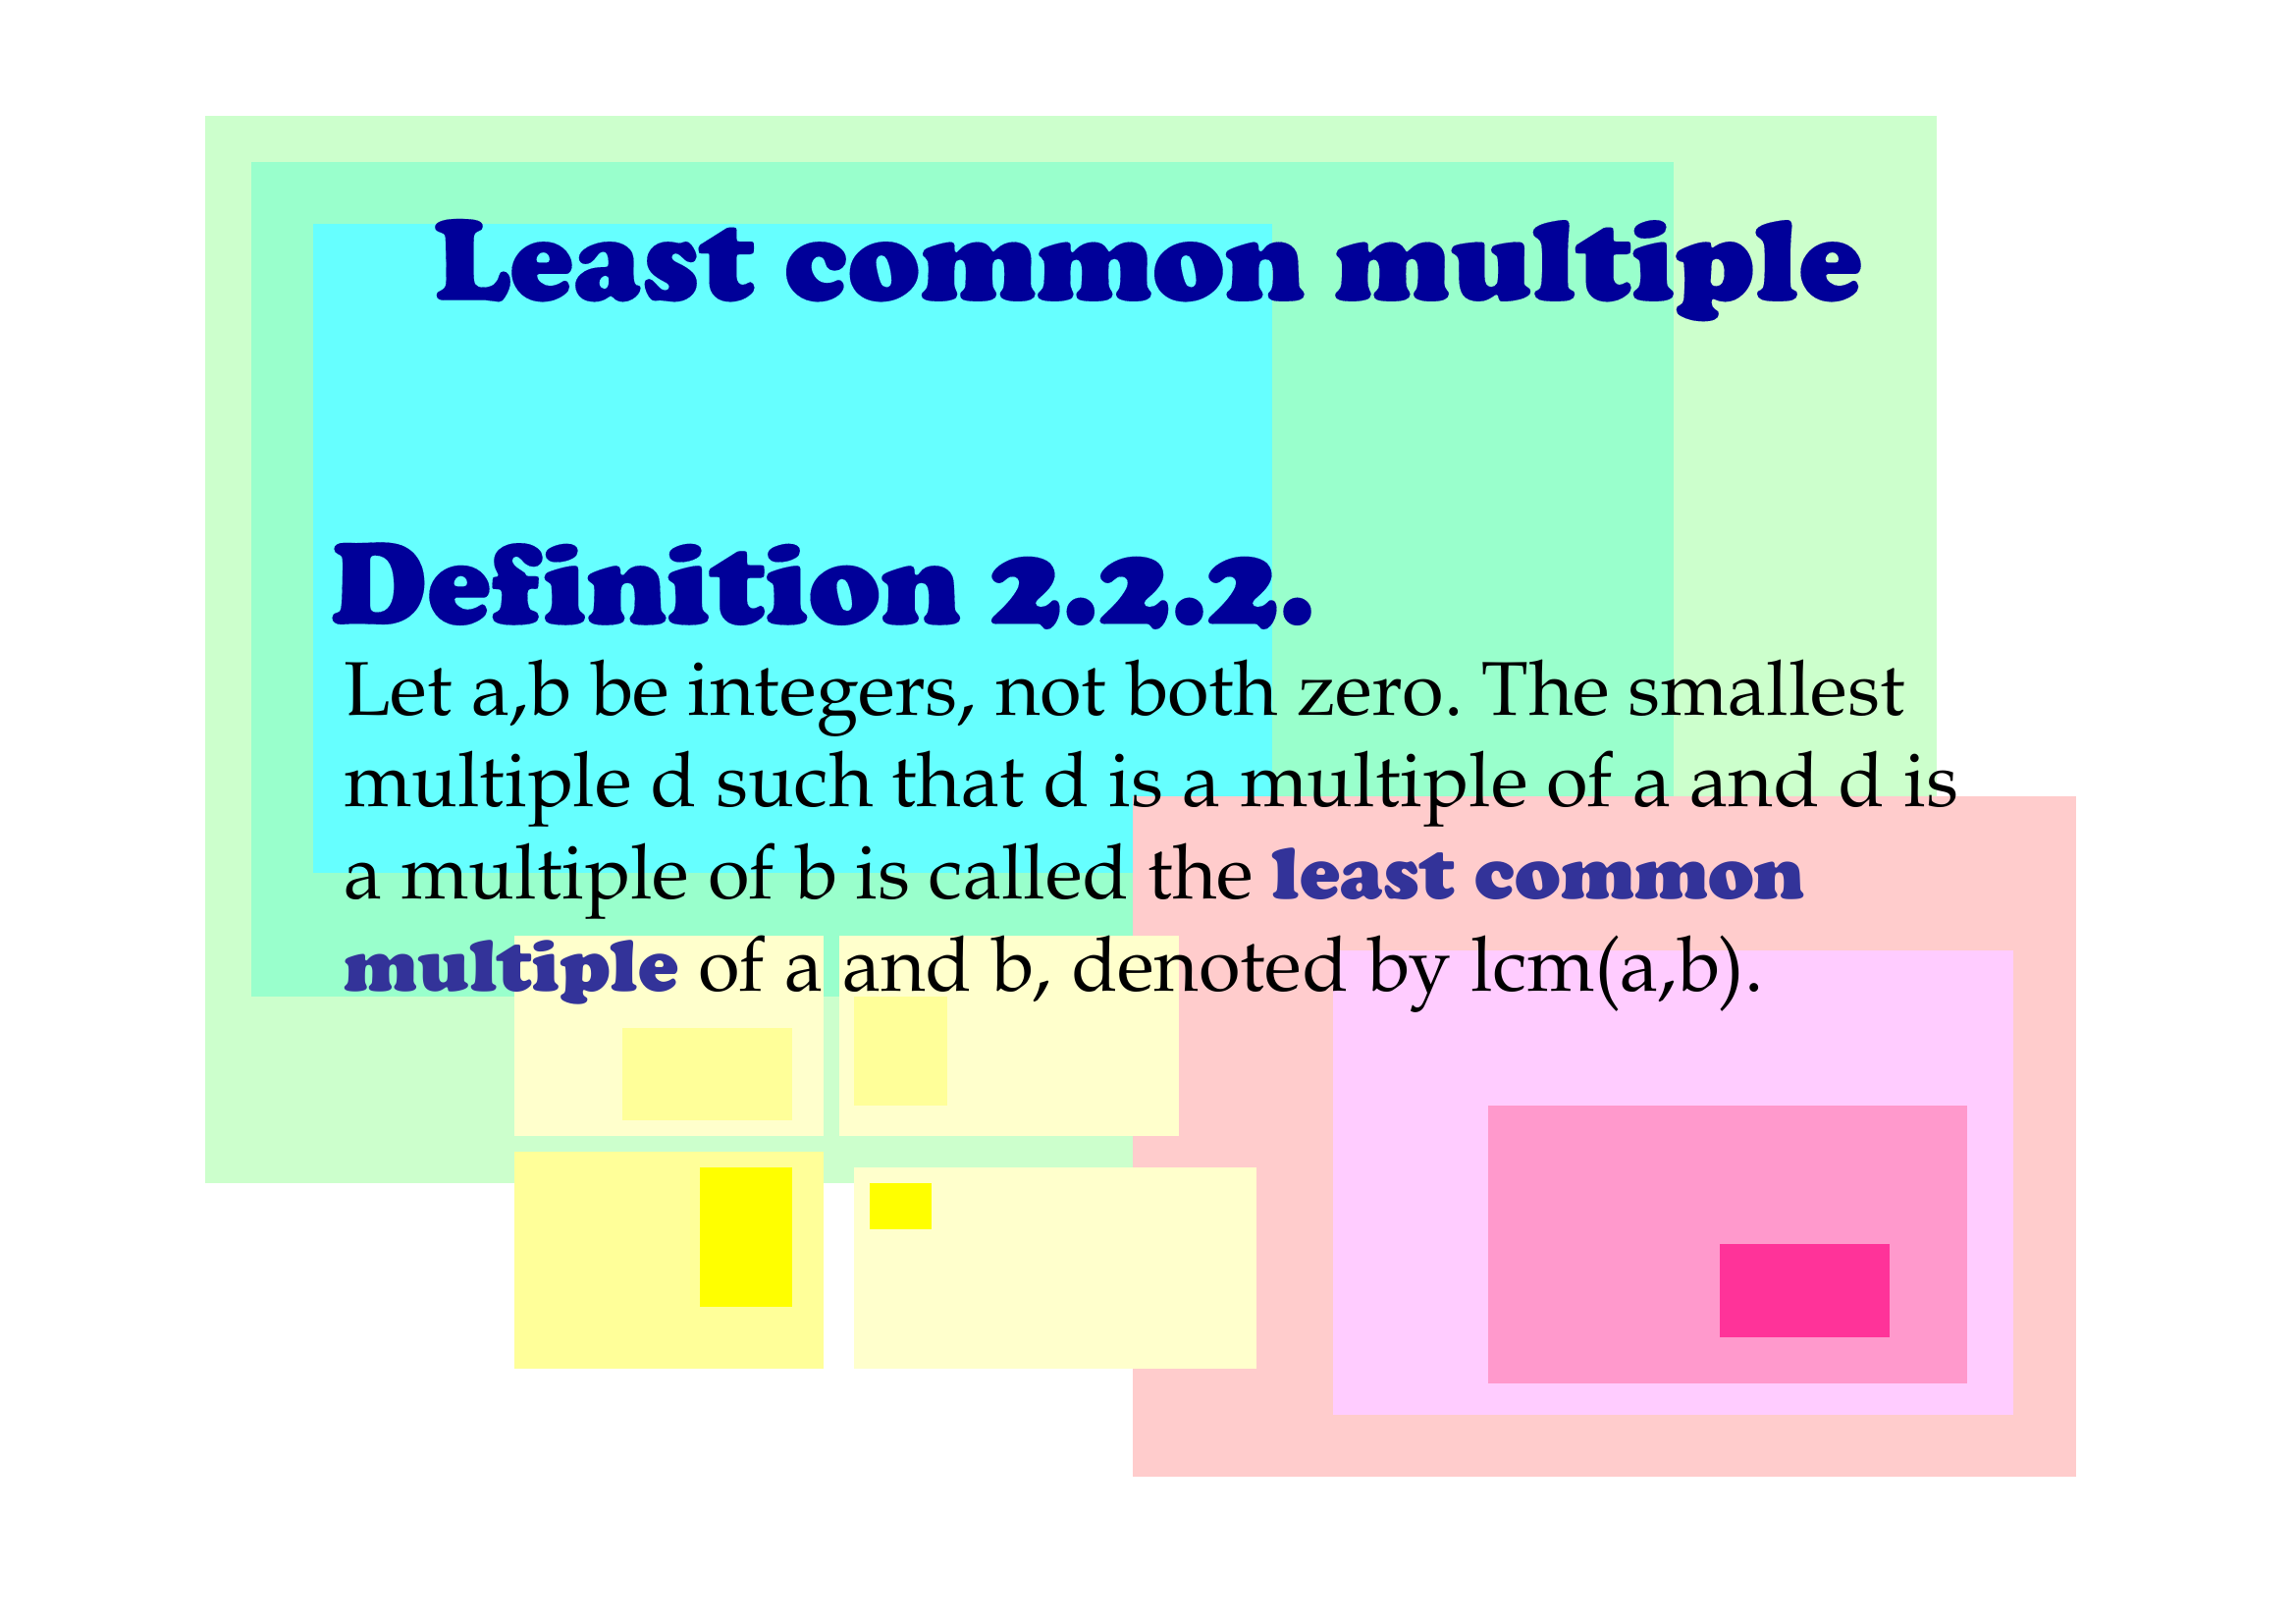 Least common multiple
Definition 2.2.2.
Let a,b be integers, not both zero. The smallest
multiple d such that d is a multiple of a and d is
a multiple of b is called the least common
multiple of a and b, denoted by lcm(a,b).